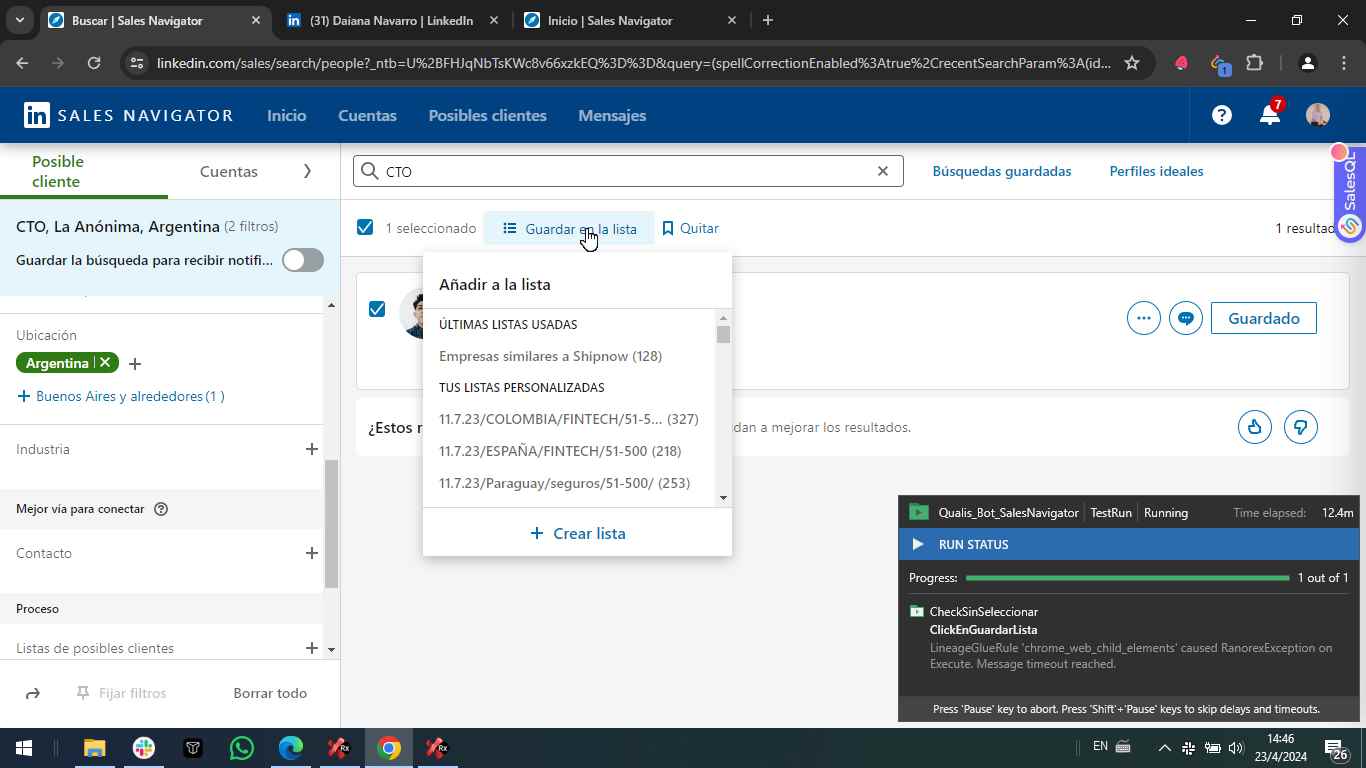 Buscar | Sales Navigator
(31) Daiana Navarro | LinkedIn
Inicio | Sales Navigator
linkedin.com/sales/search/people?_ntb=U%2BFHJqNbTsKWc8v66xzkEQ%3D%3D&query=(spellCorrectionEnabled%3Atrue%2CrecentSearchParam%3A(id...
1
in SALES NAVIGATOR
Inicio
Cuentas
Posibles clientes
Mensajes
7
Posible cliente
Cuentas
CTO
Búsquedas guardadas
Perfiles ideales
SalesQL
CTO, La Anónima, Argentina (2 filtros)
Guardar la búsqueda para recibir notifi...
1 seleccionado
Guardar en la lista
Quitar
1 resultad
Ubicación
Argentina
Buenos Aires y alrededores (1 )
Industria
Mejor vía para conectar
Contacto
Proceso
Listas de posibles clientes
Fijar filtros
Borrar todo
Añadir a la lista
ÚLTIMAS LISTAS USADAS
Empresas similares a Shipnow (128)
TUS LISTAS PERSONALIZADAS
11.7.23/COLOMBIA/FINTECH/51-5... (327)
11.7.23/ESPAÑA/FINTECH/51-500 (218)
11.7.23/Paraguay/seguros/51-500/ (253)
+ Crear lista
Guardado
¿Estos r
dan a mejorar los resultados.
Qualis_Bot_SalesNavigator
TestRun
Running
Time elapsed: 12.4m
RUN STATUS
Progress: 1 out of 1
CheckSinSeleccionar
ClickEnGuardarLista
LineageGlueRule 'chrome_web_child_elements' caused RanorexException on
Execute. Message timeout reached.
Press 'Pause' key to abort. Press 'Shift'+'Pause' keys to skip delays and timeouts.
Rx
Rx
EN
14:46
23/4/2024
26